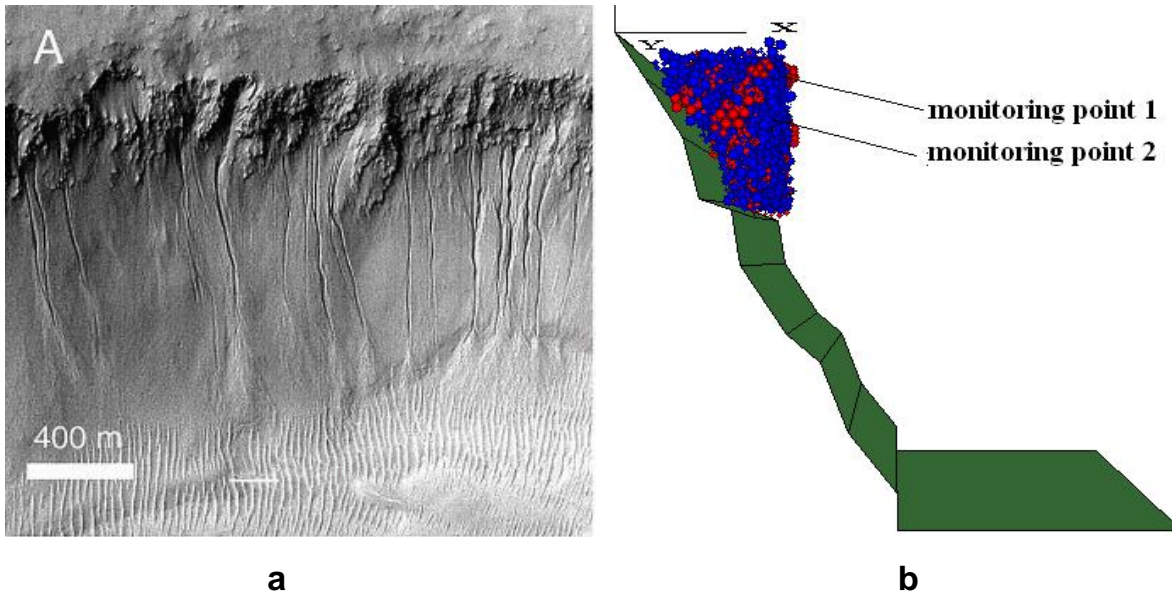 A
400 m
X
Y
monitoring point 1
monitoring point 2
a
b